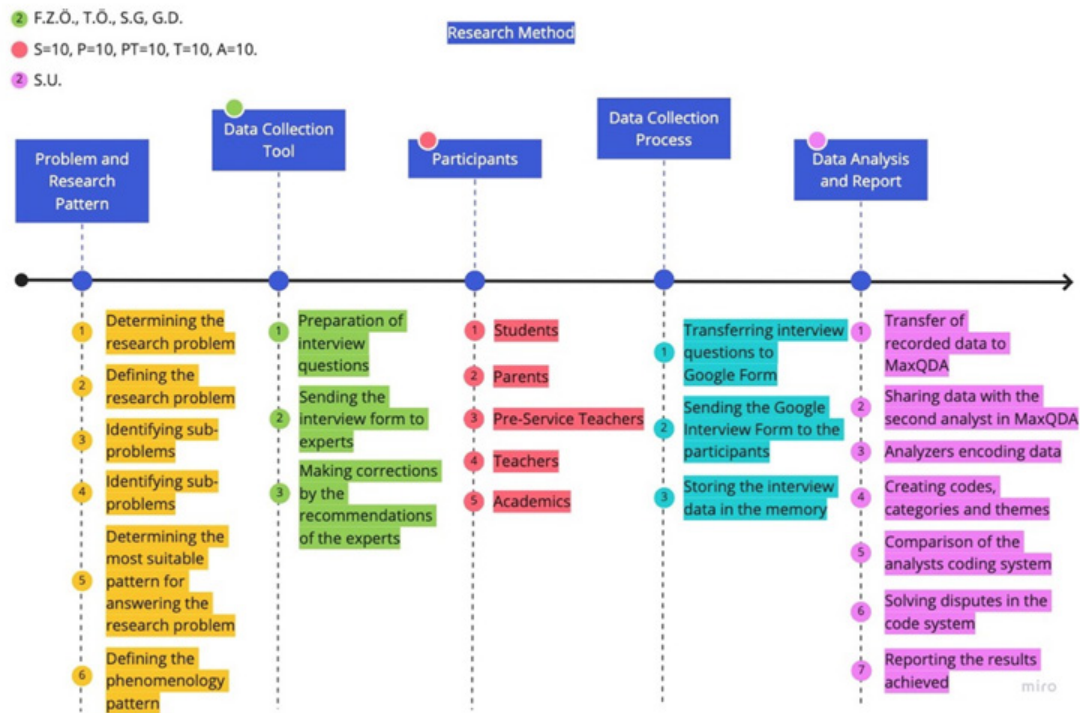 2 F.Z.Ö., T.Ö., S.G, G.D.
S=10, P=10, PT=10, T=10, A=10.
2 S.U.
Research Method
Problem and
Research
Pattern
Data Collection
Tool
Participants
Data Collection
Process
Data Analysis
and Report
1 Determining the
research problem
2 Defining the
research problem
3 Identifying sub-
problems
4 Identifying sub-
problems
5 Determining the
most suitable
pattern for
answering the
research problem
6 Defining the
phenomenology
pattern
1 Preparation of
interview
questions
2 Sending the
interview form to
experts
3 Making corrections
by the
recommendations
of the experts
1 Students
2 Parents
3 Pre-Service Teachers
4 Teachers
5 Academics
1 Transferring interview
questions to
Google Form
2 Sending the Google
Interview Form to the
participants
3 Storing the interview
data in the memory
1 Transfer of
recorded data to
MaxQDA
2 Sharing data with the
second analyst in MaxQDA
3 Analyzers encoding data
4 Creating codes,
categories and themes
5 Comparison of the
analysts coding system
6 Solving disputes in the
code system
7 Reporting the results
achieved
miro